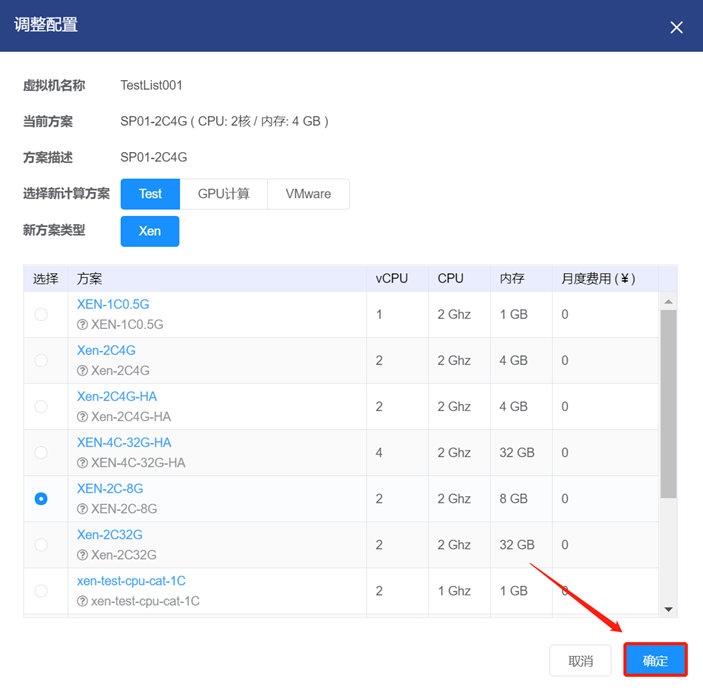 调整配置
虚拟机名称 TestList001
当前方案 SP01-2C4G ( CPU: 2核 / 内存: 4 GB )
方案描述 SP01-2C4G
选择新计算方案 Test GPU计算 VMware
新方案类型 Xen
选择 方案 vCPU CPU 内存 月度费用 ( ¥ )
XEN-1C0.5G
XEN-1C0.5G 1 2 Ghz 1 GB 0
Xen-2C4G
Xen-2C4G 2 2 Ghz 4 GB 0
Xen-2C4G-HA
Xen-2C4G-HA 2 2 Ghz 4 GB 0
XEN-4C-32G-HA
XEN-4C-32G-HA 4 2 Ghz 32 GB 0
XEN-2C-8G
XEN-2C-8G 2 2 Ghz 8 GB 0
Xen-2C32G
Xen-2C32G 2 2 Ghz 32 GB 0
xen-test-cpu-cat-1C
xen-test-cpu-cat-1C 2 1 Ghz 1 GB 0
取消 确定